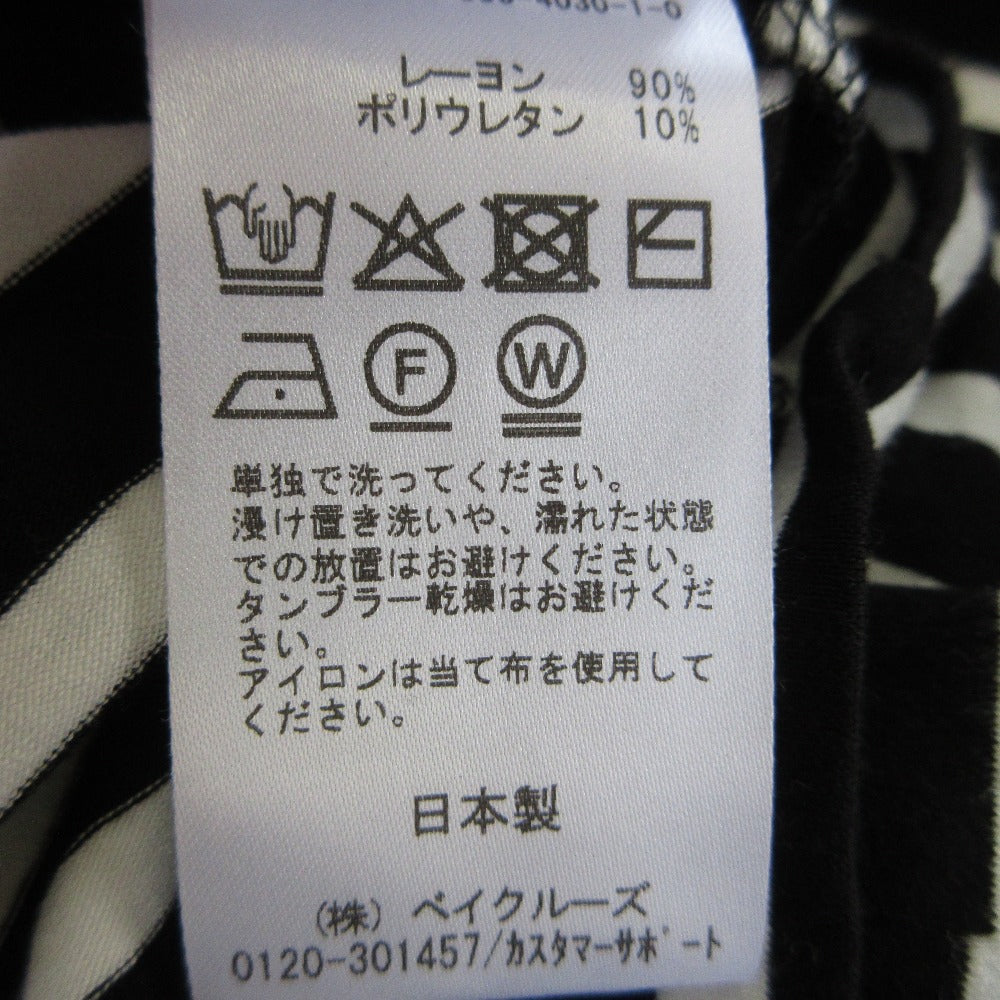 4030-1-0
レーヨン 90%
ポリウレタン 10%
F W
単独で洗ってください。
浸け置き洗いや、濡れた状態
での放置はお避けください。
タンブラー乾燥はお避けくだ
さい。
アイロンは当て布を使用して
ください。
日本製
(株) ベイクルーズ
0120-301457/カスタマーサポート